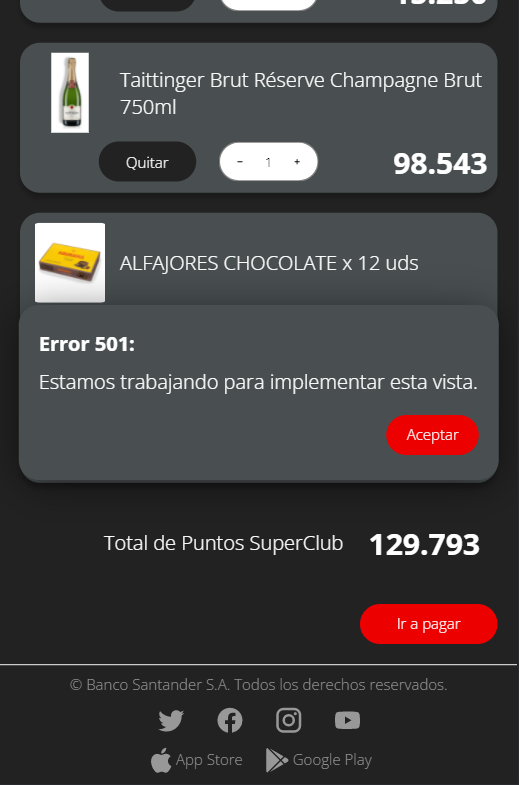 Taittinger Brut Réserve Champagne Brut
750ml
Quitar
- 1 +
98.543
ALFAJORES CHOCOLATE x 12 uds
Error 501:
Estamos trabajando para implementar esta vista.
Aceptar
Total de Puntos SuperClub 129.793
Ir a pagar
© Banco Santander S.A. Todos los derechos reservados.
App Store Google Play